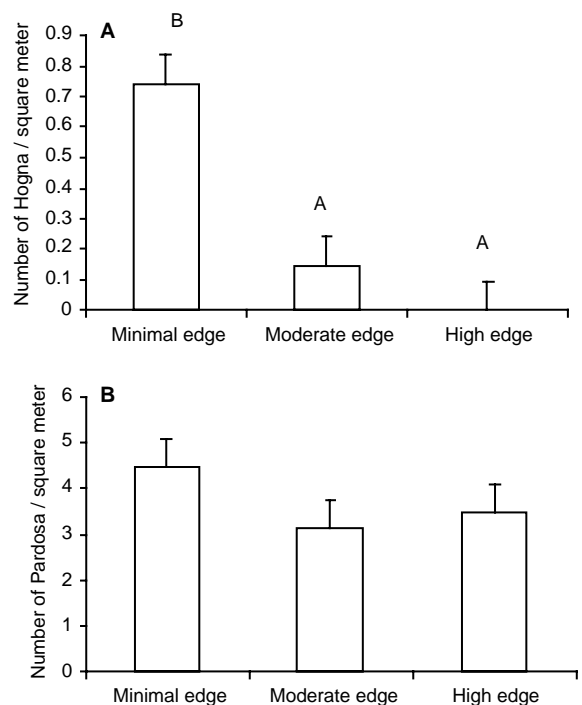 A
B
0.9
0.8
0.7
0.6
0.5
0.4
0.3
0.2
0.1
0
A
A
Number of Hogna / square meter
Minimal edge Moderate edge High edge
B
6
5
4
3
2
1
0
Number of Pardosa / square meter
Minimal edge Moderate edge High edge